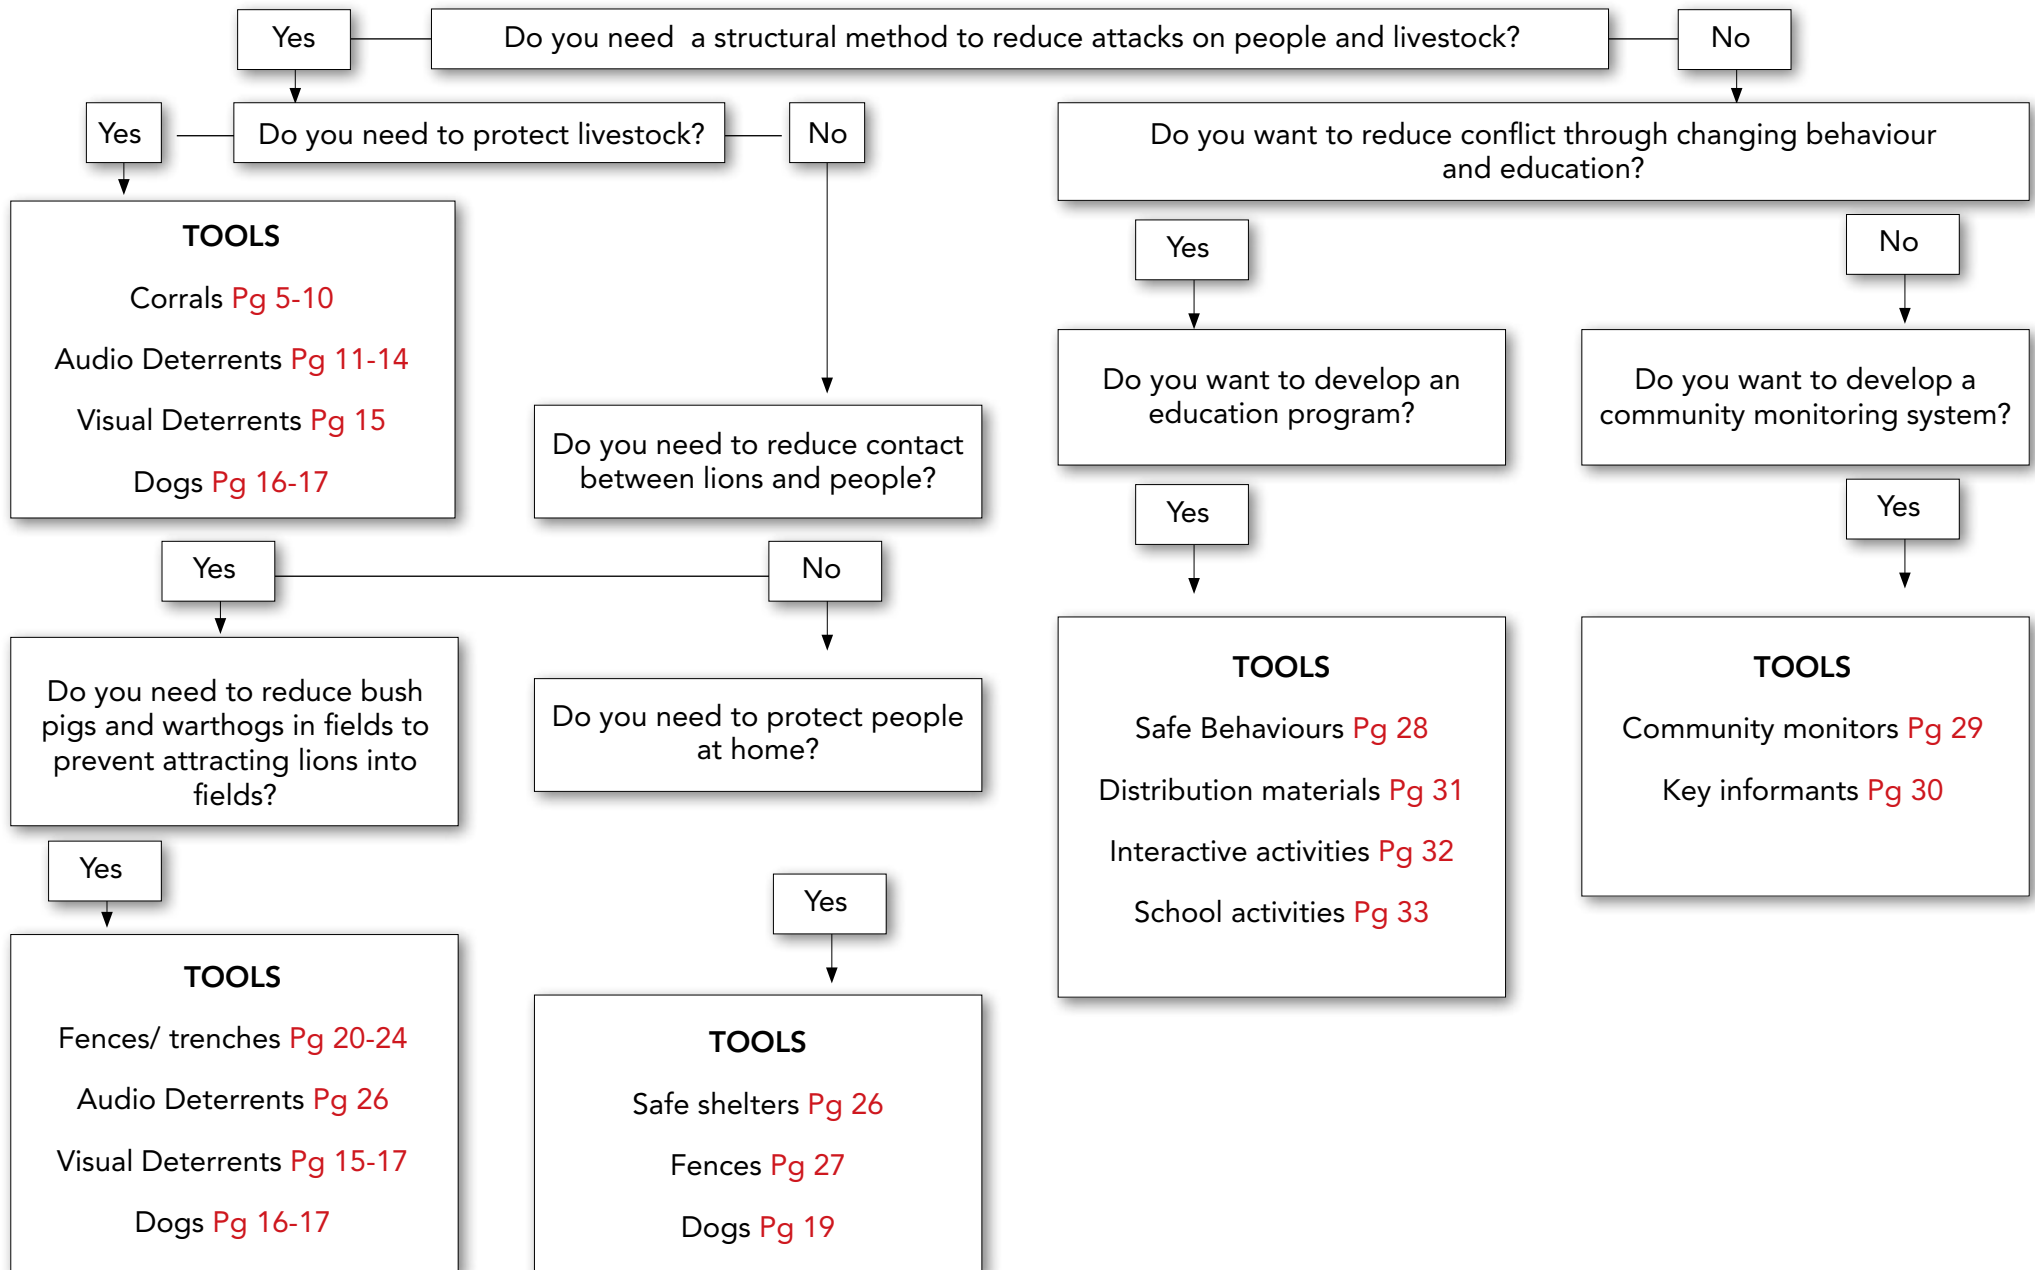 Yes
Do you need a structural method to reduce attacks on people and livestock?
No
Yes
Do you need to protect livestock?
No
Do you want to reduce conflict through changing behaviour
and education?
TOOLS
Corrals Pg 5-10
Audio Deterrents Pg 11-14
Visual Deterrents Pg 15
Dogs Pg 16-17
Do you need to reduce contact
between lions and people?
Yes
No
Do you need to reduce bush
pigs and warthogs in fields to
prevent attracting lions into
fields?
Do you need to protect people
at home?
Yes
TOOLS
Fences/ trenches Pg 20-24
Audio Deterrents Pg 26
Visual Deterrents Pg 15-17
Dogs Pg 16-17
Yes
TOOLS
Safe shelters Pg 26
Fences Pg 27
Dogs Pg 19
Yes
Do you want to develop an
education program?
Yes
TOOLS
Safe Behaviours Pg 28
Distribution materials Pg 31
Interactive activities Pg 32
School activities Pg 33
No
Do you want to develop a
community monitoring system?
Yes
TOOLS
Community monitors Pg 29
Key informants Pg 30